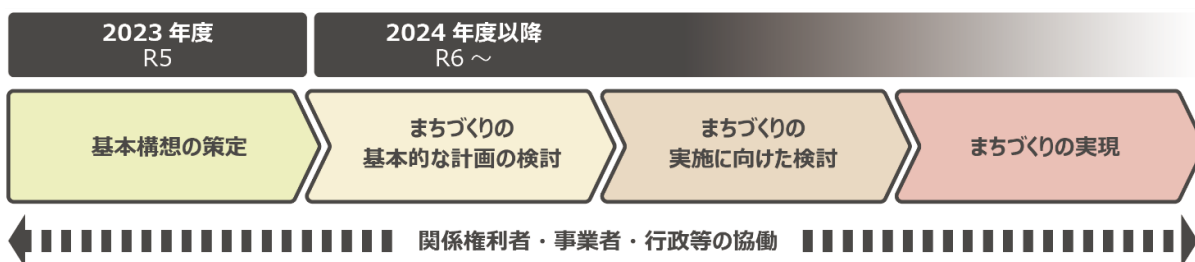 2023 年度
R5
2024 年度以降
R6 ～
基本構想の策定
まちづくりの
基本的な計画の検討
まちづくりの
実施に向けた検討
まちづくりの実現
関係権利者・事業者・行政等の協働